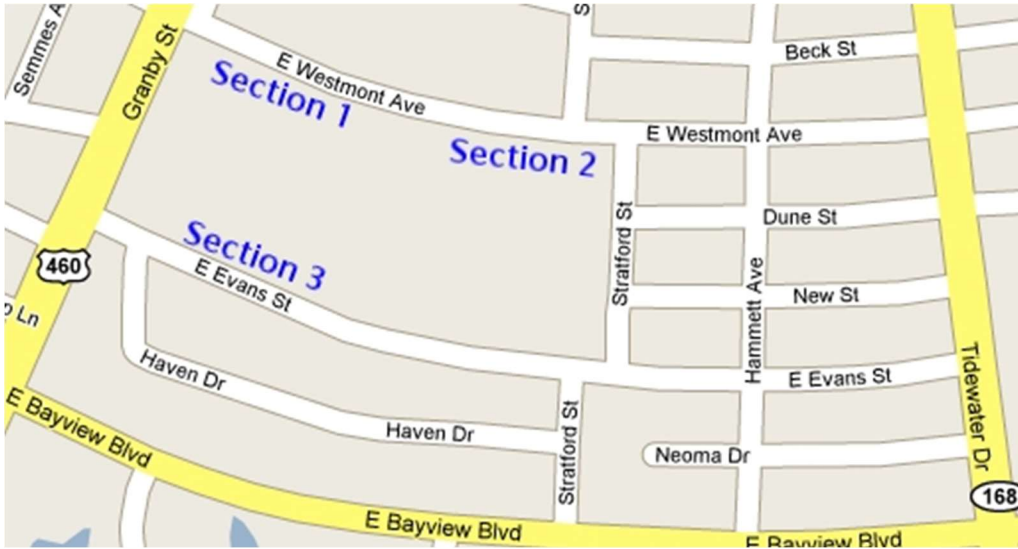 Semmes A
Granby St
S
Beck St
E Westmont Ave
Section 1
E Westmont Ave
Section 2
Dune St
Stratford St
Section 3
460
E Evans St
Hammett Ave
New St
o Ln
Haven Dr
E Evans St
Tidewater Dr
E Bayview Blvd
Haven Dr
Stratford St
Neoma Dr
168
E Bayview Blvd
E Bayview Blvd